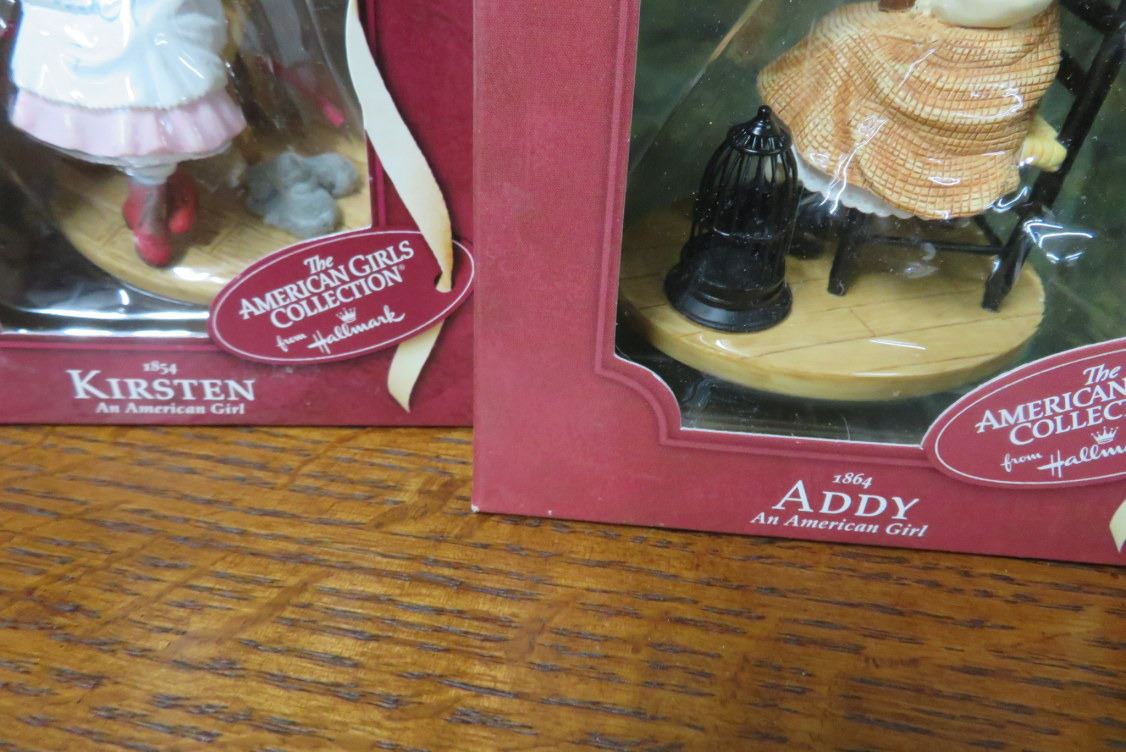 The
AMERICAN GIRLS
COLLECTION®
from Hallmark
1854
KIRSTEN
An American Girl
The
AMERICAN
COLLEC
from Hallm
1864
ADDY
An American Girl